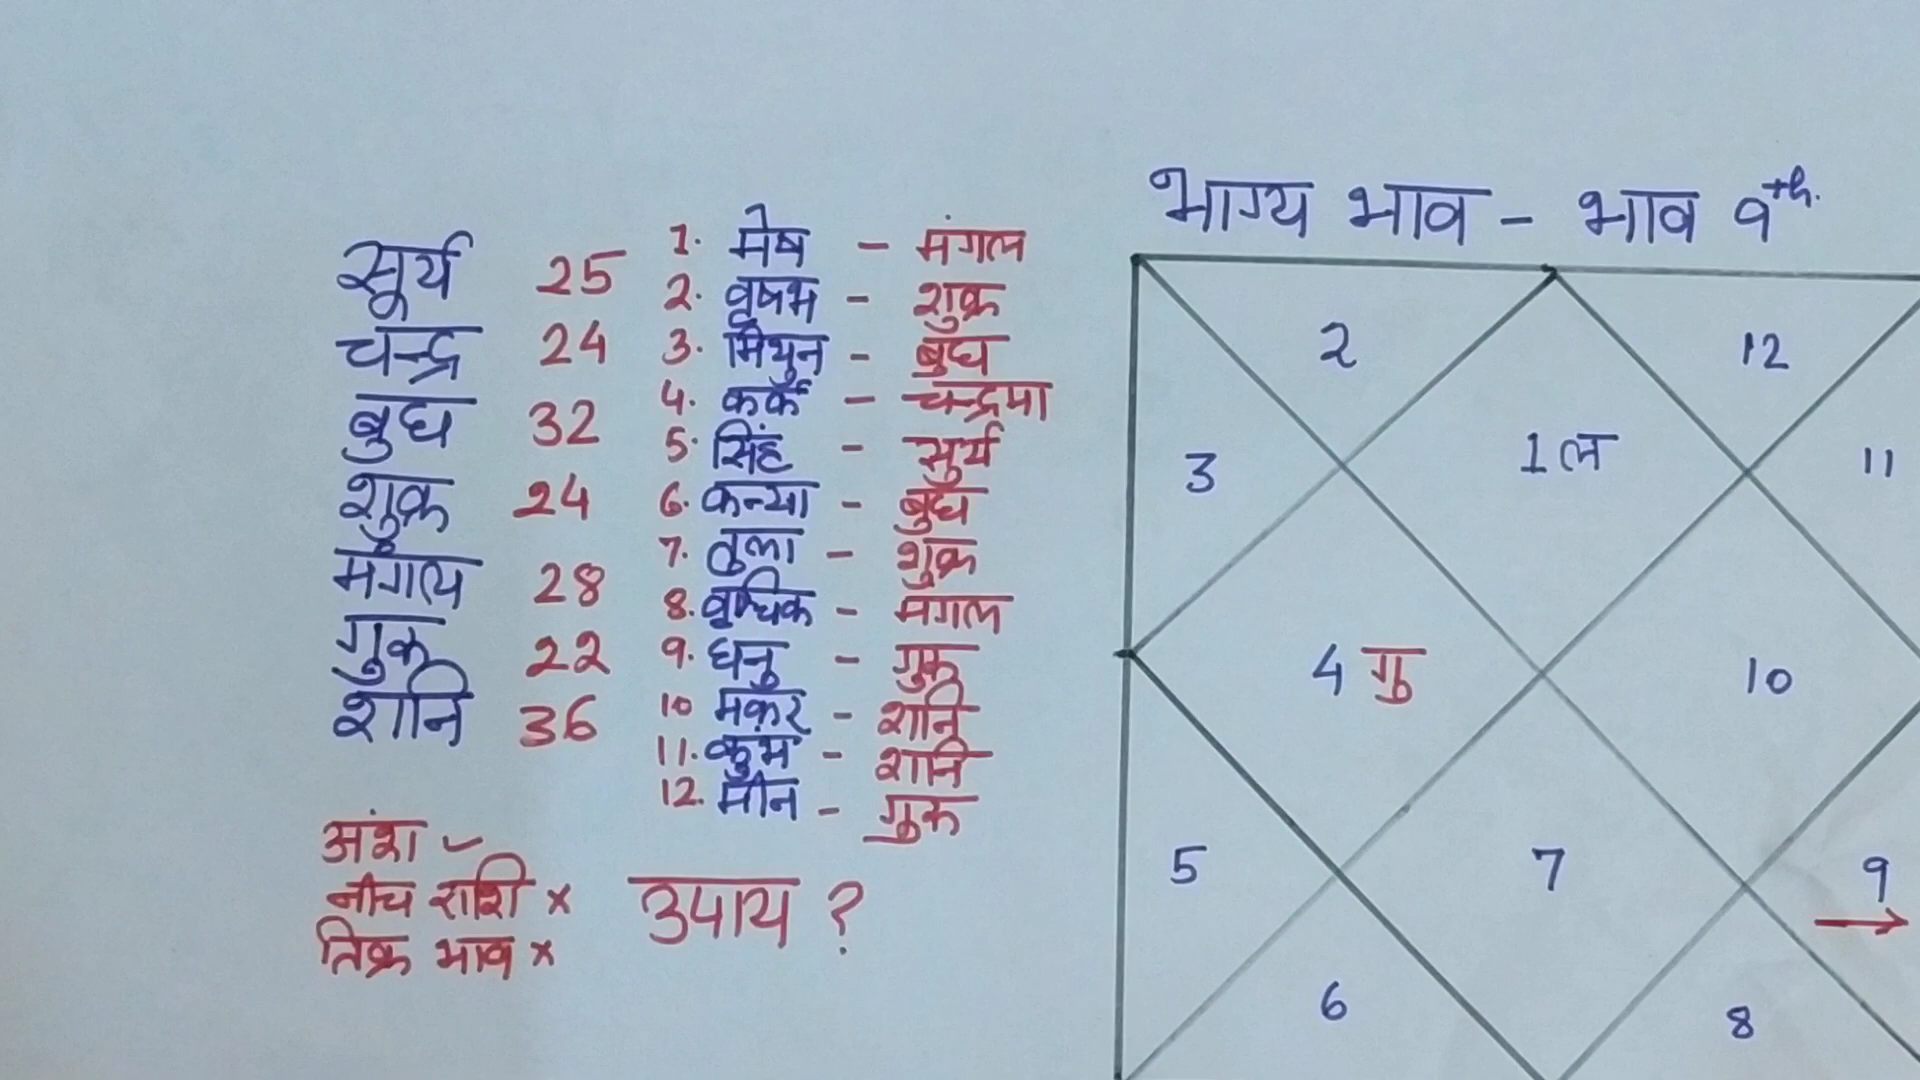 भाग्य भाव - भाव 9th.
सूर्य 25
चन्द्र 24
बुध 32
शुक्र 24
मंगल 28
गुरु 22
शनि 36
1. मेष - मंगल
2. वृषभ - शुक्र
3. मिथुन - बुध
4. कर्क - चन्द्रमा
5. सिंह - सुर्य
6. कन्या - बुध
7. तुला - शुक्र
8. वृश्चिक - मंगल
9. धनु - गुरु
10 मकर - शनि
11. कुंभ - शनि
12. मीन - गुरु
अंश ✓
नीच राशि ×
त्रिक भाव ×
उपाय ?
2
12
3
1 ल
11
4 गु
10
5
7
9
6
8